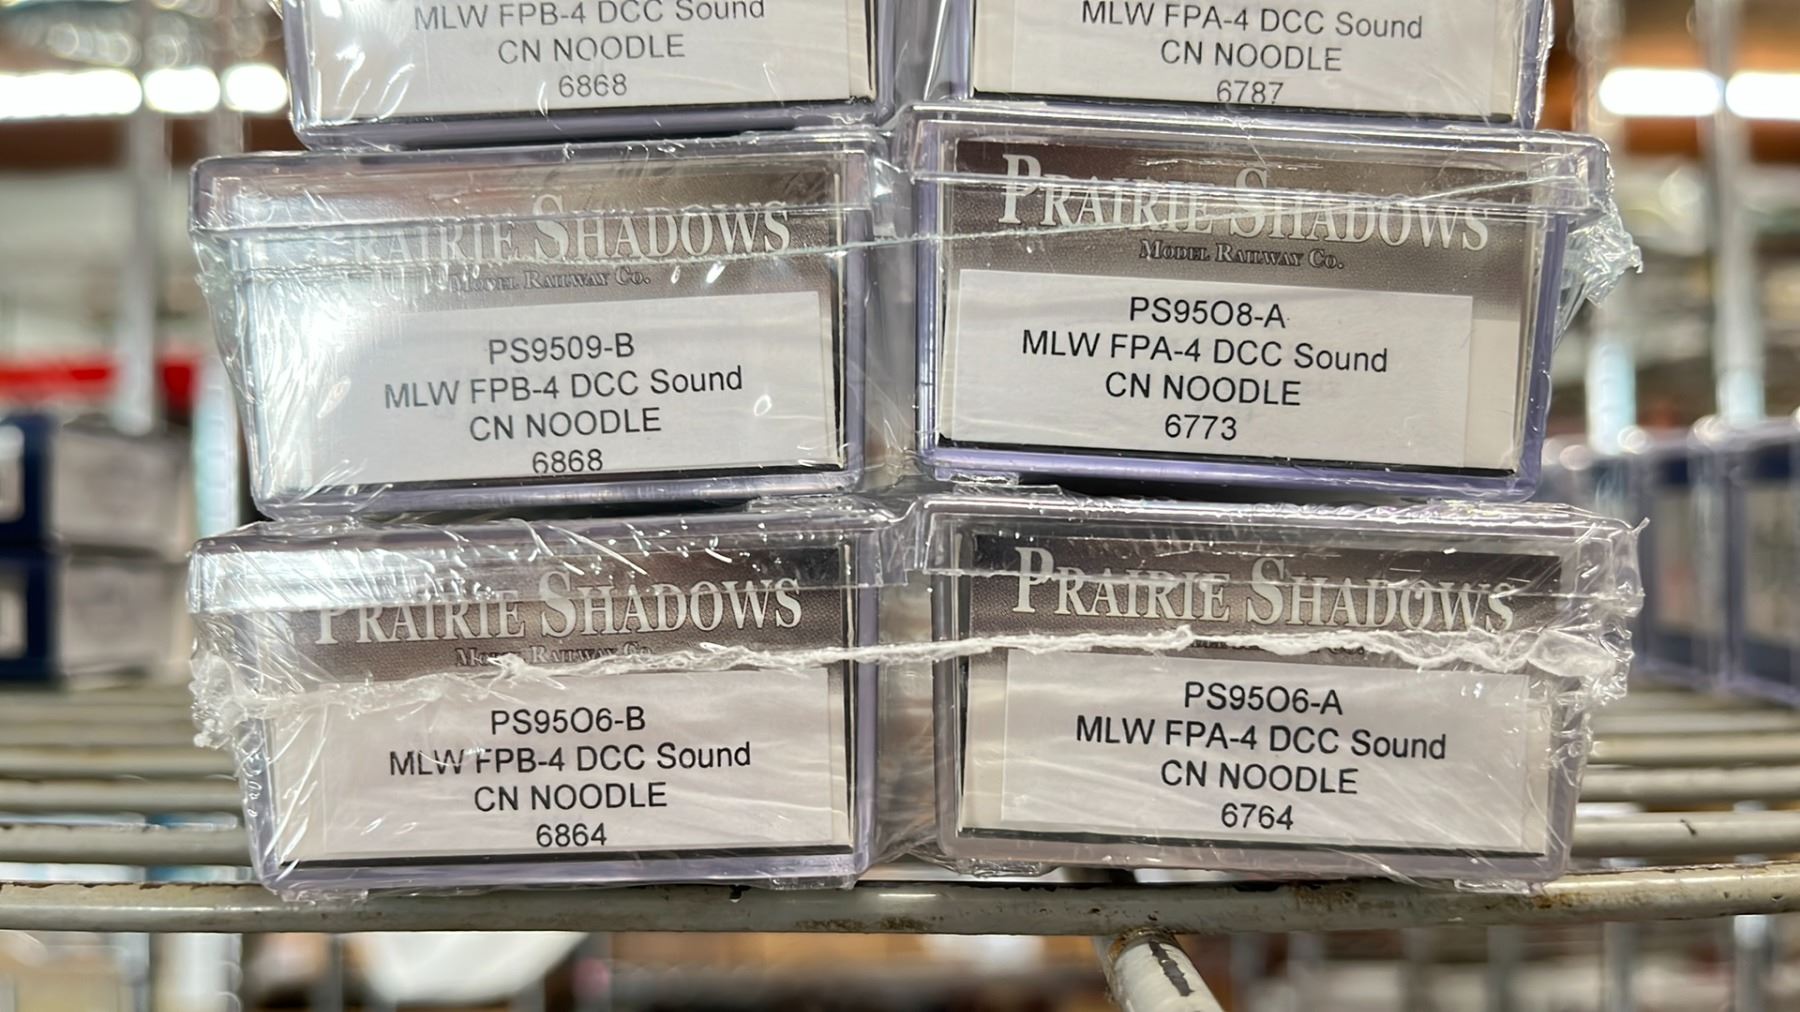 MLW FPB-4 DCC Sound
CN NOODLE
6868
MLW FPA-4 DCC Sound
CN NOODLE
6787
PRAIRIE SHADOWS
MODEL RAILWAY CO.
PS9509-B
MLW FPB-4 DCC Sound
CN NOODLE
6868
PRAIRIE SHADOWS
MODEL RAILWAY CO.
PS95O8-A
MLW FPA-4 DCC Sound
CN NOODLE
6773
PRAIRIE SHADOWS
MODEL RAILWAY CO.
PS95O6-B
MLW FPB-4 DCC Sound
CN NOODLE
6864
PRAIRIE SHADOWS
PS95O6-A
MLW FPA-4 DCC Sound
CN NOODLE
6764